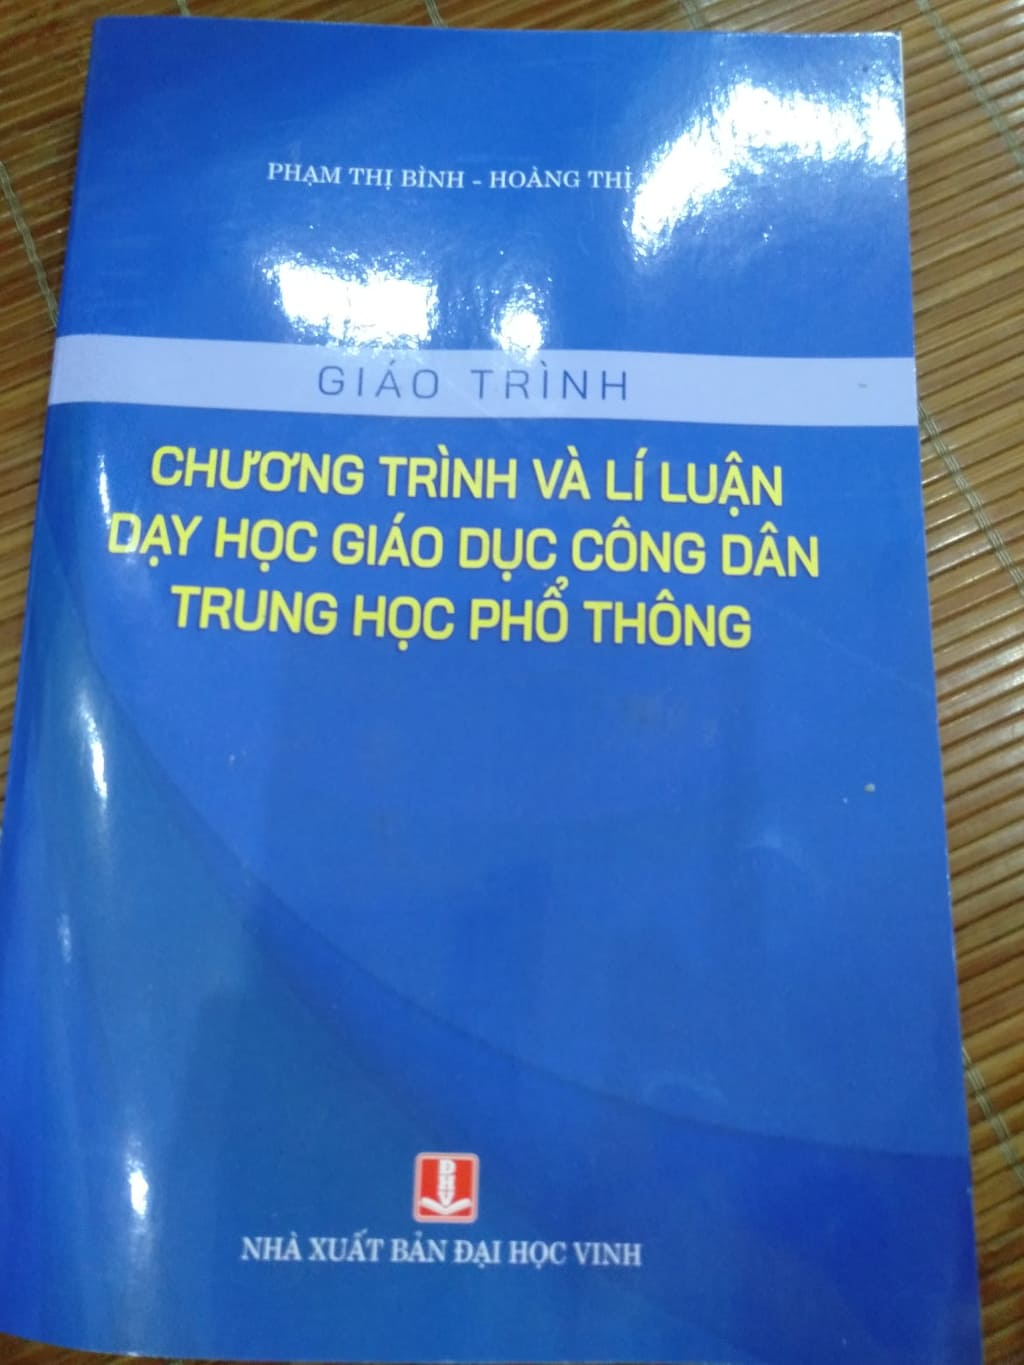 PHẠM THỊ BÌNH - HOÀNG THỊ
GIÁO TRÌNH
CHƯƠNG TRÌNH VÀ LÍ LUẬN
DẠY HỌC GIÁO DỤC CÔNG DÂN
TRUNG HỌC PHỔ THÔNG
DHV
NHÀ XUẤT BẢN ĐẠI HỌC VINH